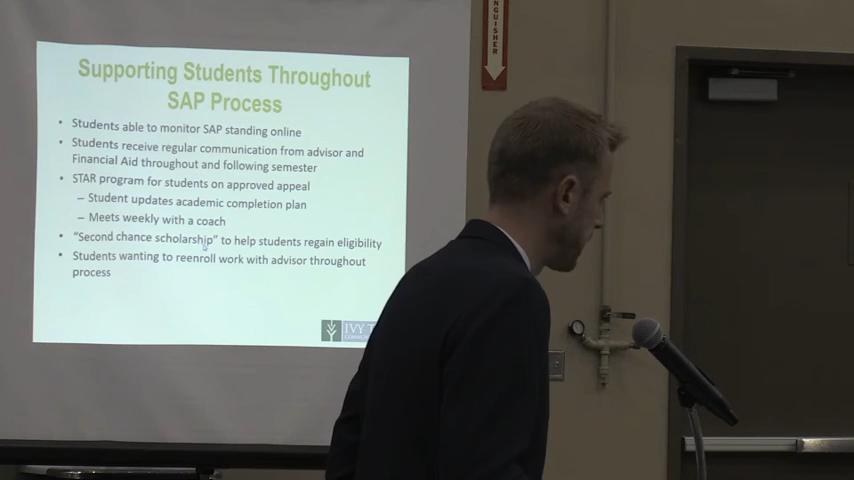 Supporting Students Throughout
SAP Process
• Students able to monitor SAP standing online
• Students receive regular communication from advisor and
Financial Aid throughout and following semester
• STAR program for students on approved appeal
– Student updates academic completion plan
– Meets weekly with a coach
• "Second chance scholarship" to help students regain eligibility
• Students wanting to reenroll work with advisor throughout
process
IVY T